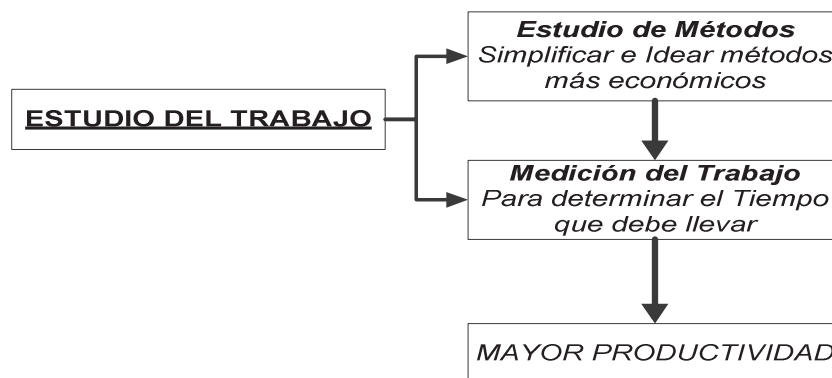 ESTUDIO DEL TRABAJO
Estudio de Métodos
Simplificar e Idear métodos
más económicos
Medición del Trabajo
Para determinar el Tiempo
que debe llevar
MAYOR PRODUCTIVIDAD